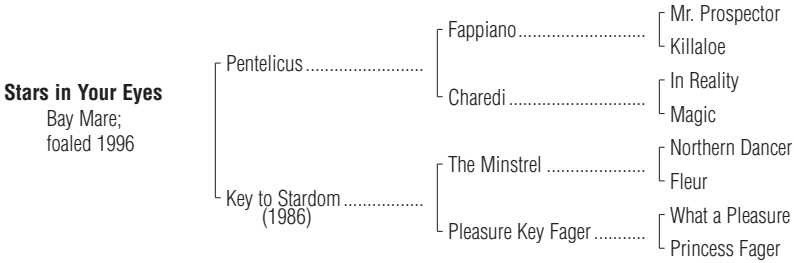 Stars in Your Eyes
Bay Mare;
foaled 1996
Pentelicus........................
Key to Stardom................
(1986)
Fappiano..........................
Charedi............................
The Minstrel ....................
Pleasure Key Fager..........
Mr. Prospector
Killaloe
In Reality
Magic
Northern Dancer
Fleur
What a Pleasure
Princess Fager